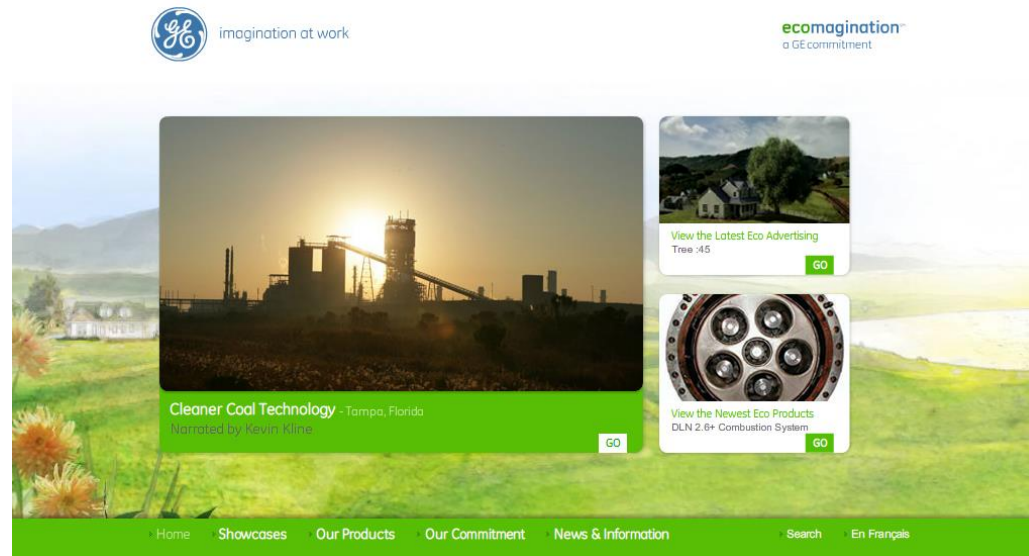 GE
imagination at work
ecomagination℠
a GE commitment
View the Latest Eco Advertising
Tree :45
GO
Cleaner Coal Technology - Tampa, Florida
Narrated by Kevin Kline
GO
View the Newest Eco Products
DLN 2.6+ Combustion System
GO
Home
Showcases
Our Products
Our Commitment
News & Information
Search
En Français